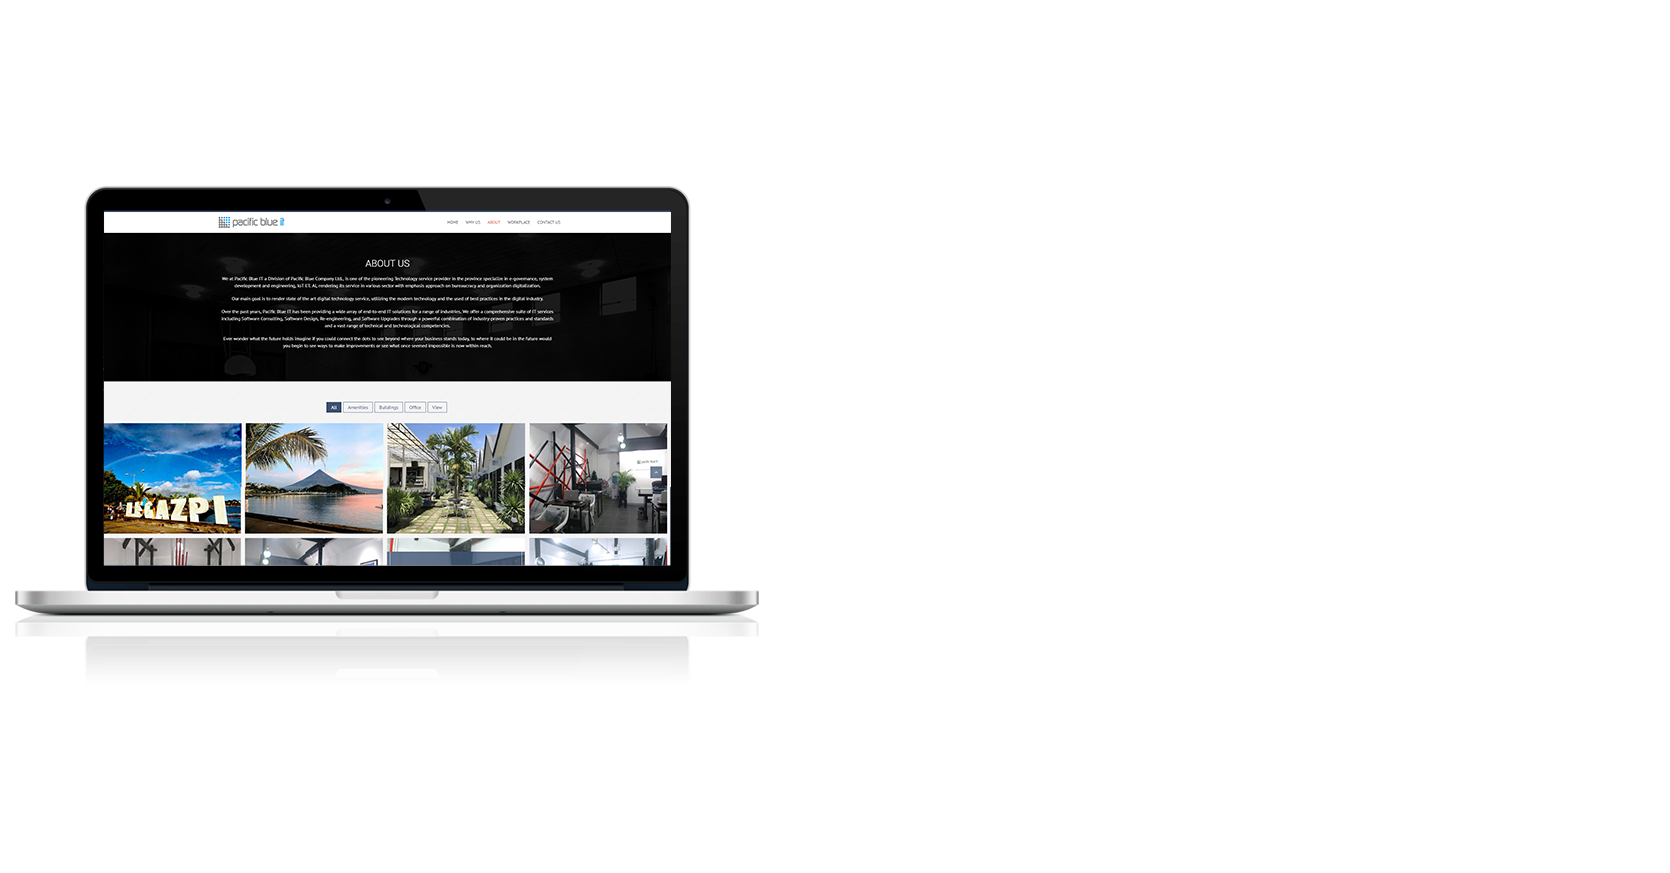 pacific blue it
HOME WHY US ABOUT WORKPLACE CONTACT US
ABOUT US
We at Pacific Blue IT a Division of Pacific Blue Company Ltd., is one of the pioneering Technology service provider in the province specialize in e-governance, system
development and engineering, IoT ET. AI, rendering its service in various sector with emphasis approach on bureaucracy and organization digitalization.
Our main goal is to render state of the art digital technology service, utilizing the modern technology and the used of best practices in the digital industry.
Over the past years, Pacific Blue IT has been providing a wide array of end-to-end IT solutions for a range of industries. We offer a comprehensive suite of IT services
including Software Consulting, Software Design, Re-engineering, and Software Upgrades through a powerful combination of industry-proven practices and standards
and a vast range of technical and technological competencies.
Ever wonder what the future holds imagine if you could connect the dots to see beyond where your business stands today, to where it could be in the future would
you begin to see ways to make improvements or see what once seemed impossible is now within reach.
All Amenities Buildings Office View
LEGAZPI
pacific blue it